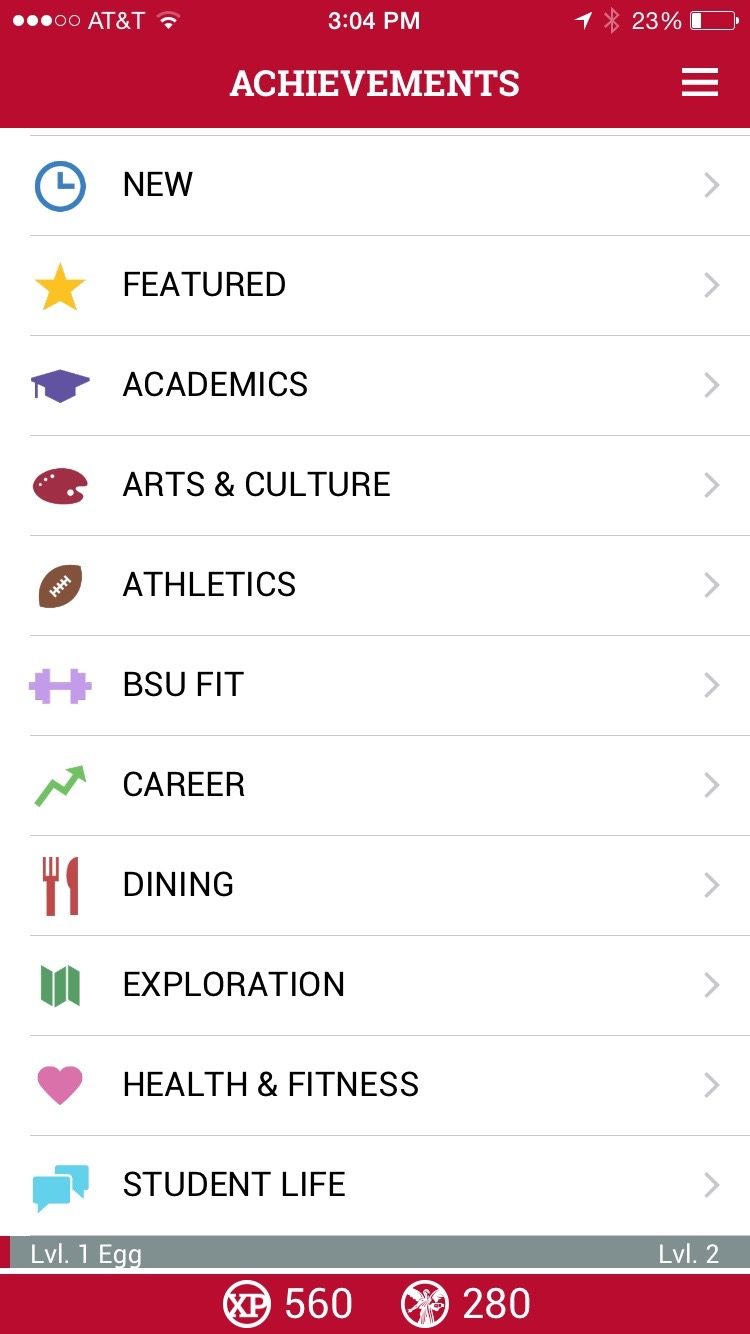 AT&T 3:04 PM 23%
ACHIEVEMENTS
NEW
FEATURED
ACADEMICS
ARTS & CULTURE
ATHLETICS
BSU FIT
CAREER
DINING
EXPLORATION
HEALTH & FITNESS
STUDENT LIFE
Lvl. 1 Egg Lvl. 2
XP 560 280